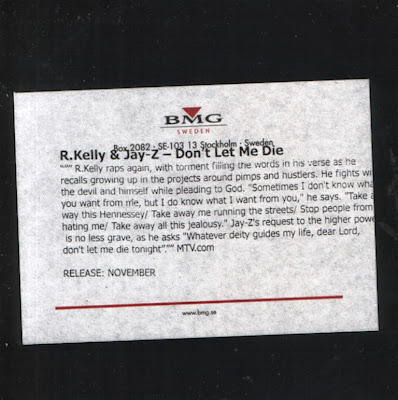 BMG
SWEDEN
Box 2082 - SE-103 13 Stockholm - Sweden
R.Kelly & Jay-Z – Don't Let Me Die
R.Kelly raps again, with torment filling the words in his verse as he
recalls growing up in the projects around pimps and hustlers. He fights wi
the devil and himself while pleading to God. "Sometimes I don't know wha
you want from me, but I do know what I want from you," he says. "Take a
way this Hennessey/ Take away me running the streets/ Stop people from
hating me/ Take away all this jealousy." Jay-Z's request to the higher powe
is no less grave, as he asks "Whatever deity guides my life, dear Lord,
don't let me die tonight"."" MTV.com
RELEASE: NOVEMBER
www.bmg.se